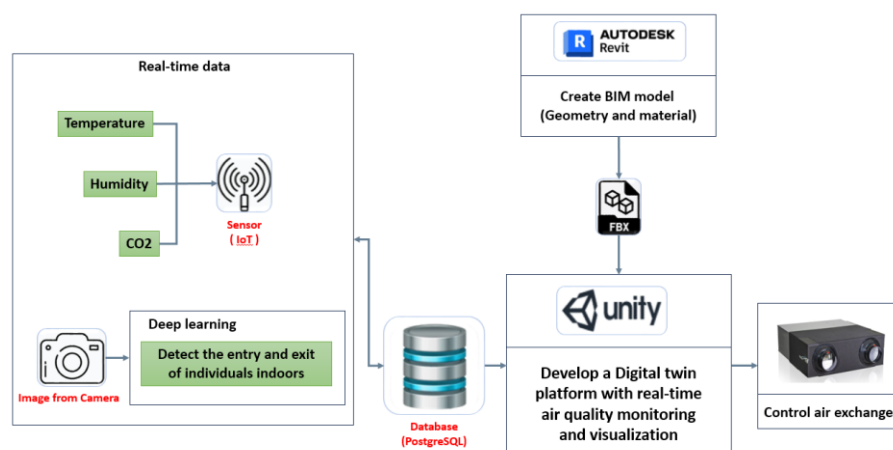 Real-time data
Temperature
Humidity
CO2
Sensor
( IoT )
Image from Camera
Deep learning
Detect the entry and exit
of individuals indoors
Database
(PostgreSQL)
R
AUTODESK
Revit
Create BIM model
(Geometry and material)
FBX
unity
Develop a Digital twin
platform with real-time
air quality monitoring
and visualization
Control air exchange